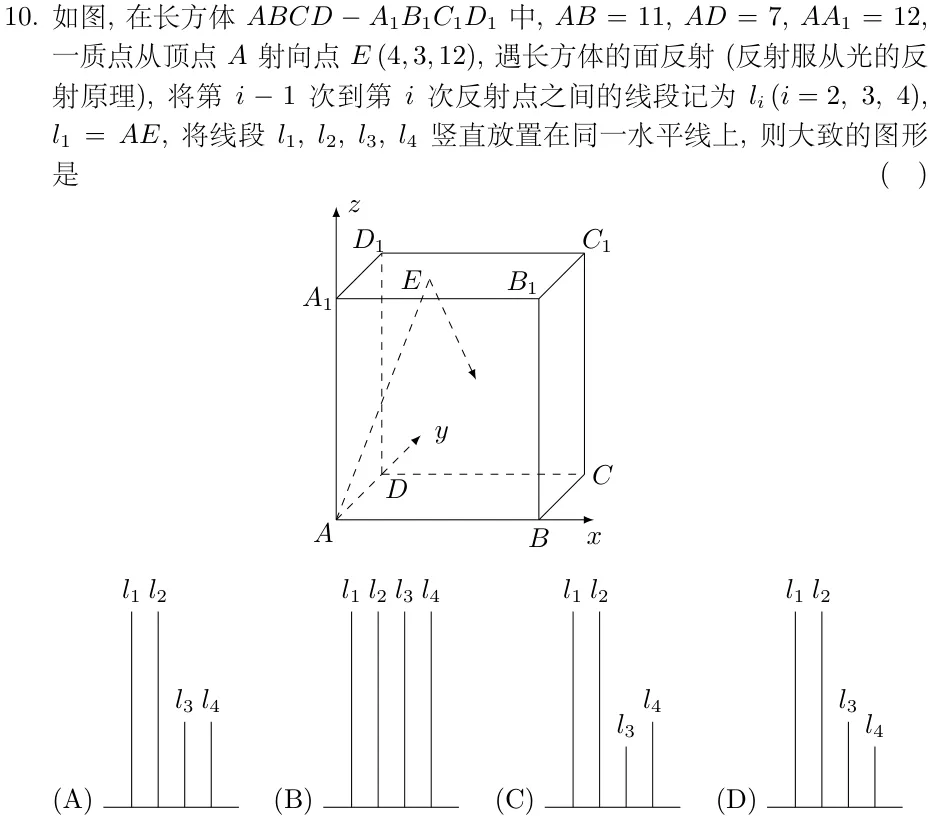 10. 如图, 在长方体 ABCD − A₁B₁C₁D₁ 中, AB = 11, AD = 7, AA₁ = 12,
一质点从顶点 A 射向点 E (4, 3, 12), 遇长方体的面反射 (反射服从光的反
射原理), 将第 i − 1 次到第 i 次反射点之间的线段记为 lᵢ (i = 2, 3, 4),
l₁ = AE, 将线段 l₁, l₂, l₃, l₄ 竖直放置在同一水平线上, 则大致的图形
是 ( )
z
D₁ C₁
E B₁
A₁
y
D C
A B x
l₁ l₂ l₁ l₂ l₃ l₄ l₁ l₂ l₁ l₂
l₃ l₄ l₃ l₄ l₃ l₄
(A) (B) (C) (D)